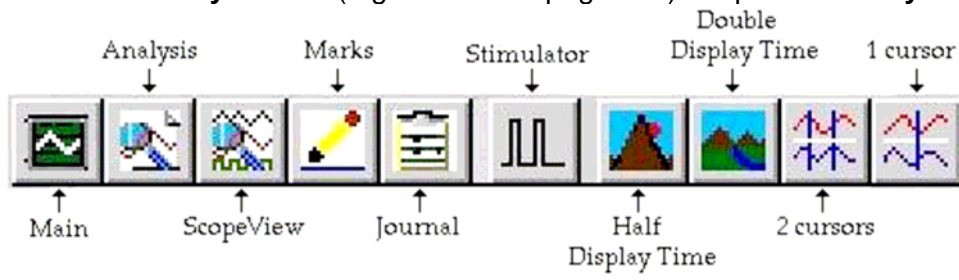 Analysis
Marks
Stimulator
Double
Display Time
1 cursor
Main
ScopeView
Journal
Half
Display Time
2 cursors